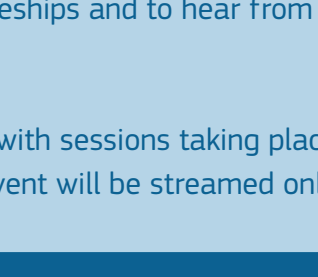 eships and to hear from
with sessions taking plac
vent will be streamed onl